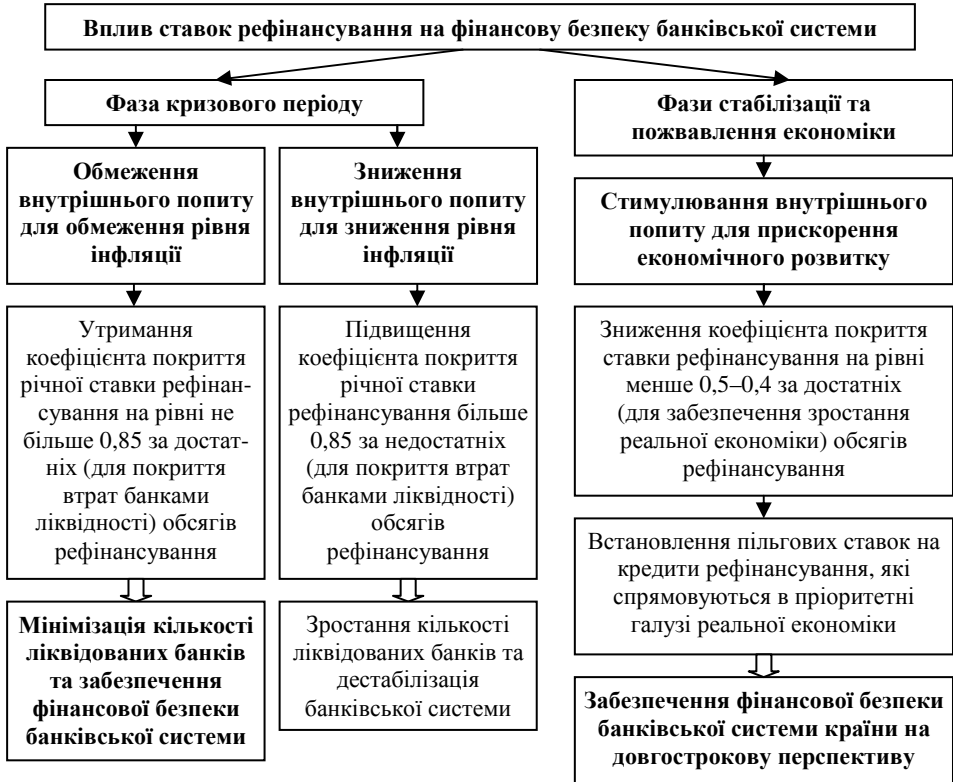 Вплив ставок рефінансування на фінансову безпеку банківської системи
Фаза кризового періоду
Обмеження
внутрішнього попиту
для обмеження рівня
інфляції
Утримання
коефіцієнта покриття
річної ставки рефінан-
сування на рівні не
більше 0,85 за достат-
ніх (для покриття
втрат банками
ліквідності) обсягів
рефінансування
Мінімізація кількості
ліквідованих банків
та забезпечення
фінансової безпеки
банківської системи
Зниження
внутрішнього попиту
для зниження рівня
інфляції
Підвищення
коефіцієнта покриття
річної ставки
рефінансування більше
0,85 за недостатніх
(для покриття втрат
банками ліквідності)
обсягів
рефінансування
Зростання кількості
ліквідованих банків та
дестабілізація
банківської системи
Фази стабілізації та
пожвавлення економіки
Стимулювання внутрішнього
попиту для прискорення
економічного розвитку
Зниження коефіцієнта покриття
ставки рефінансування на рівні
менше 0,5–0,4 за достатніх
(для забезпечення зростання
реальної економіки) обсягів
рефінансування
Встановлення пільгових ставок на
кредити рефінансування, які
спрямовуються в пріоритетні
галузі реальної економіки
Забезпечення фінансової безпеки
банківської системи країни на
довгострокову перспективу